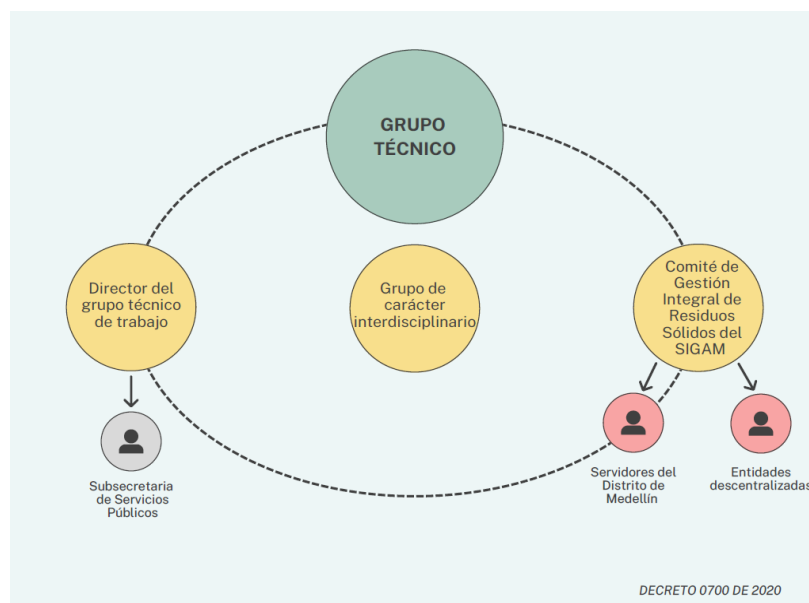 GRUPO
TÉCNICO
Director del
grupo técnico
de trabajo
Grupo de
carácter
interdisciplinario
Comité de
Gestión
Integral de
Residuos
Sólidos del
SIGAM
Subsecretaria
de Servicios
Públicos
Servidores del
Distrito de
Medellín
Entidades
descentralizadas
DECRETO 0700 DE 2020